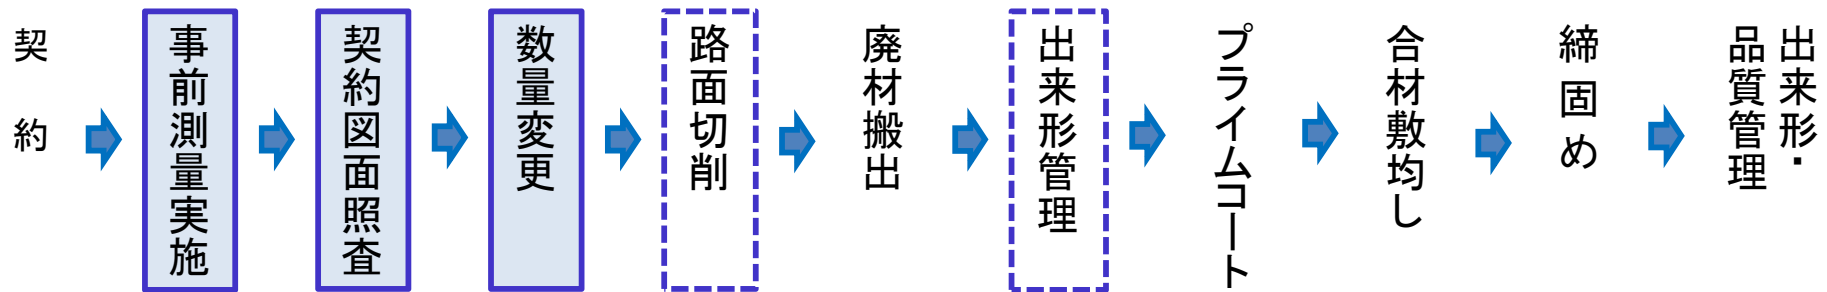 契約
事前測量実施
契約図面照査
数量変更
路面切削
廃材搬出
出来形管理
プライムコート
合材敷均し
締固め
出来形・
品質管理